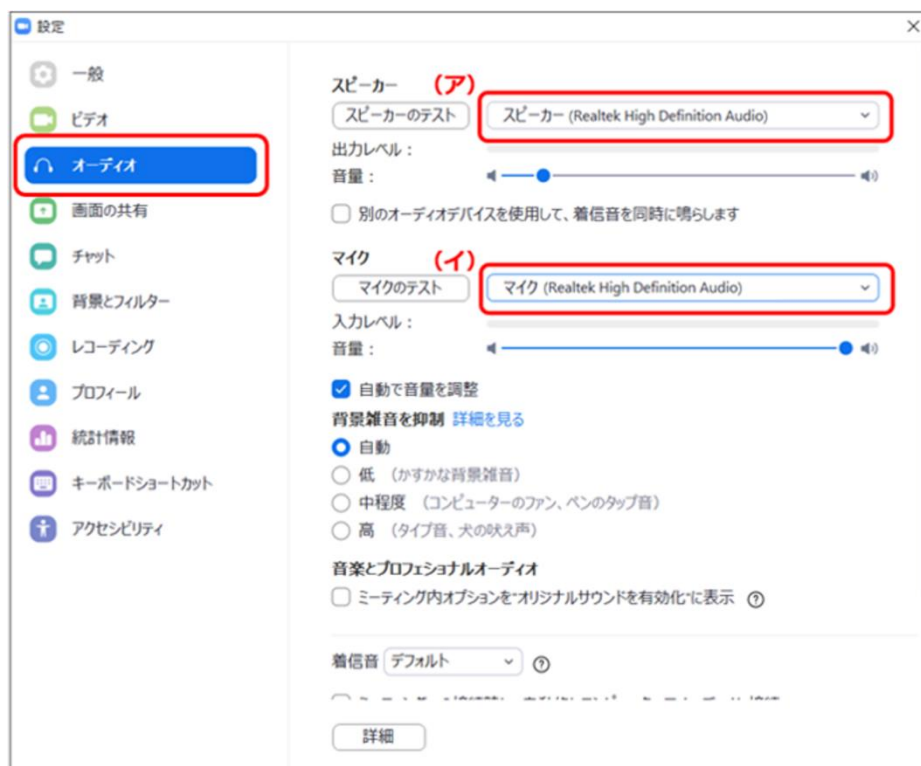 設定
一般
ビデオ
オーディオ
画面の共有
チャット
背景とフィルター
レコーディング
プロフィール
統計情報
キーボードショートカット
アクセシビリティ
スピーカー (ア)
スピーカーのテスト スピーカー (Realtek High Definition Audio)
出力レベル：
音量：
別のオーディオデバイスを使用して、着信音を同時に鳴らします
マイク (イ)
マイクのテスト マイク (Realtek High Definition Audio)
入力レベル：
音量：
自動で音量を調整
背景雑音を抑制 詳細を見る
自動
低 (かすかな背景雑音)
中程度 (コンピューターのファン、ペンのタップ音)
高 (タイプ音、犬の吠え声)
音楽とプロフェショナルオーディオ
ミーティング内オプションを"オリジナルサウンドを有効化"に表示
着信音 デフォルト
詳細